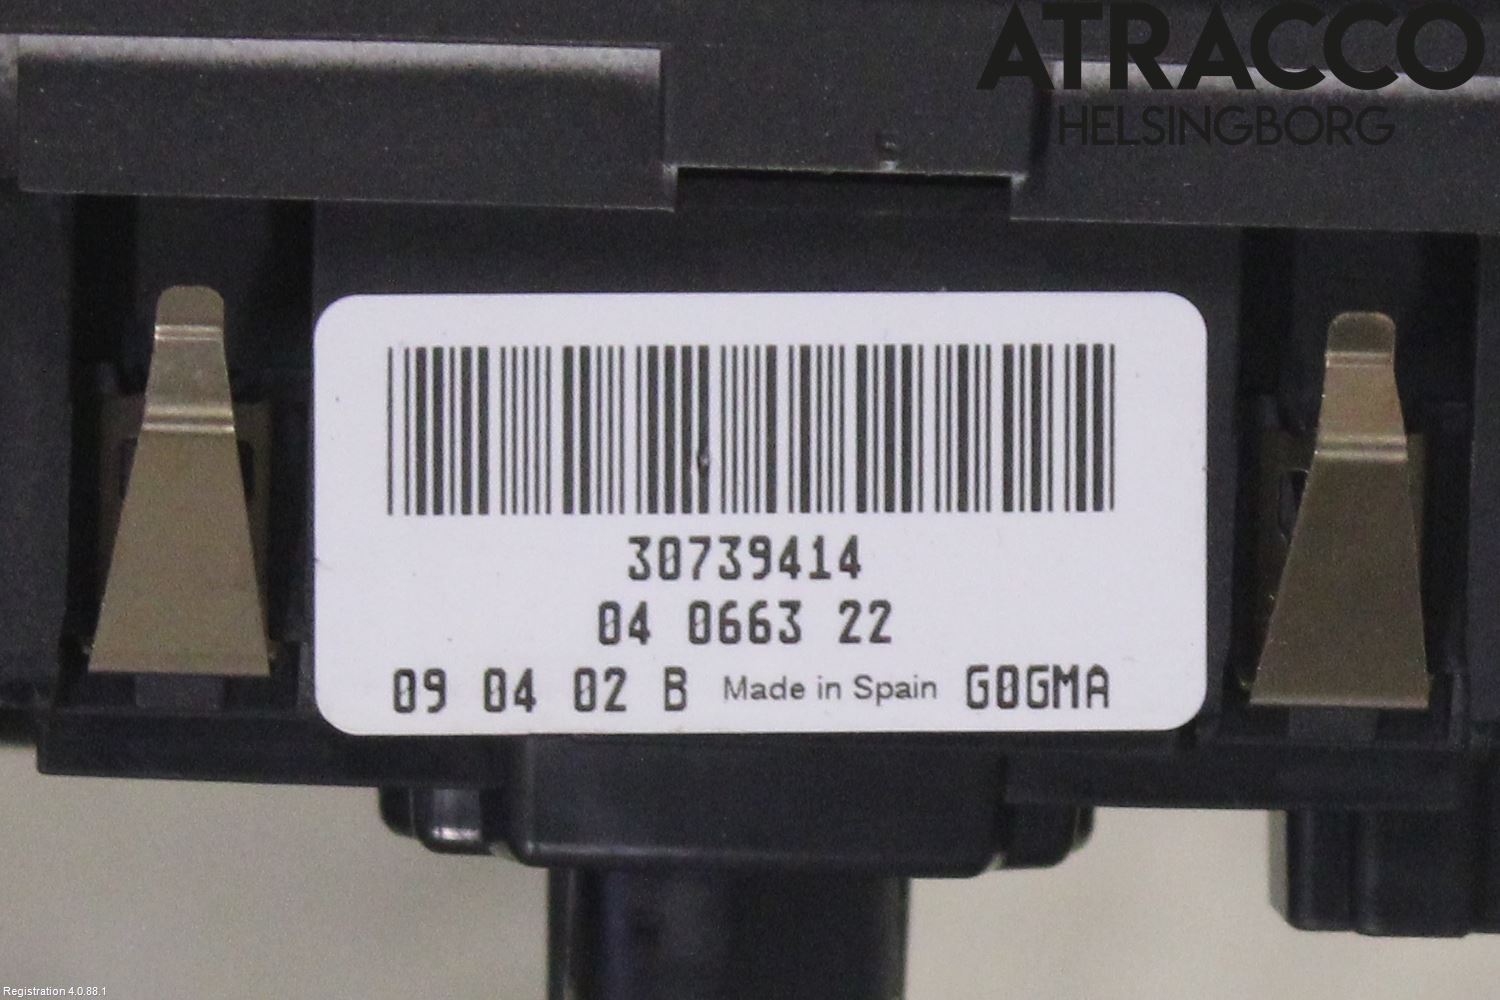 ATRACCO
HELSINGBORG
30739414
04 0663 22
09 04 02 B Made in Spain G0GMA
Registration 4.0.88.1